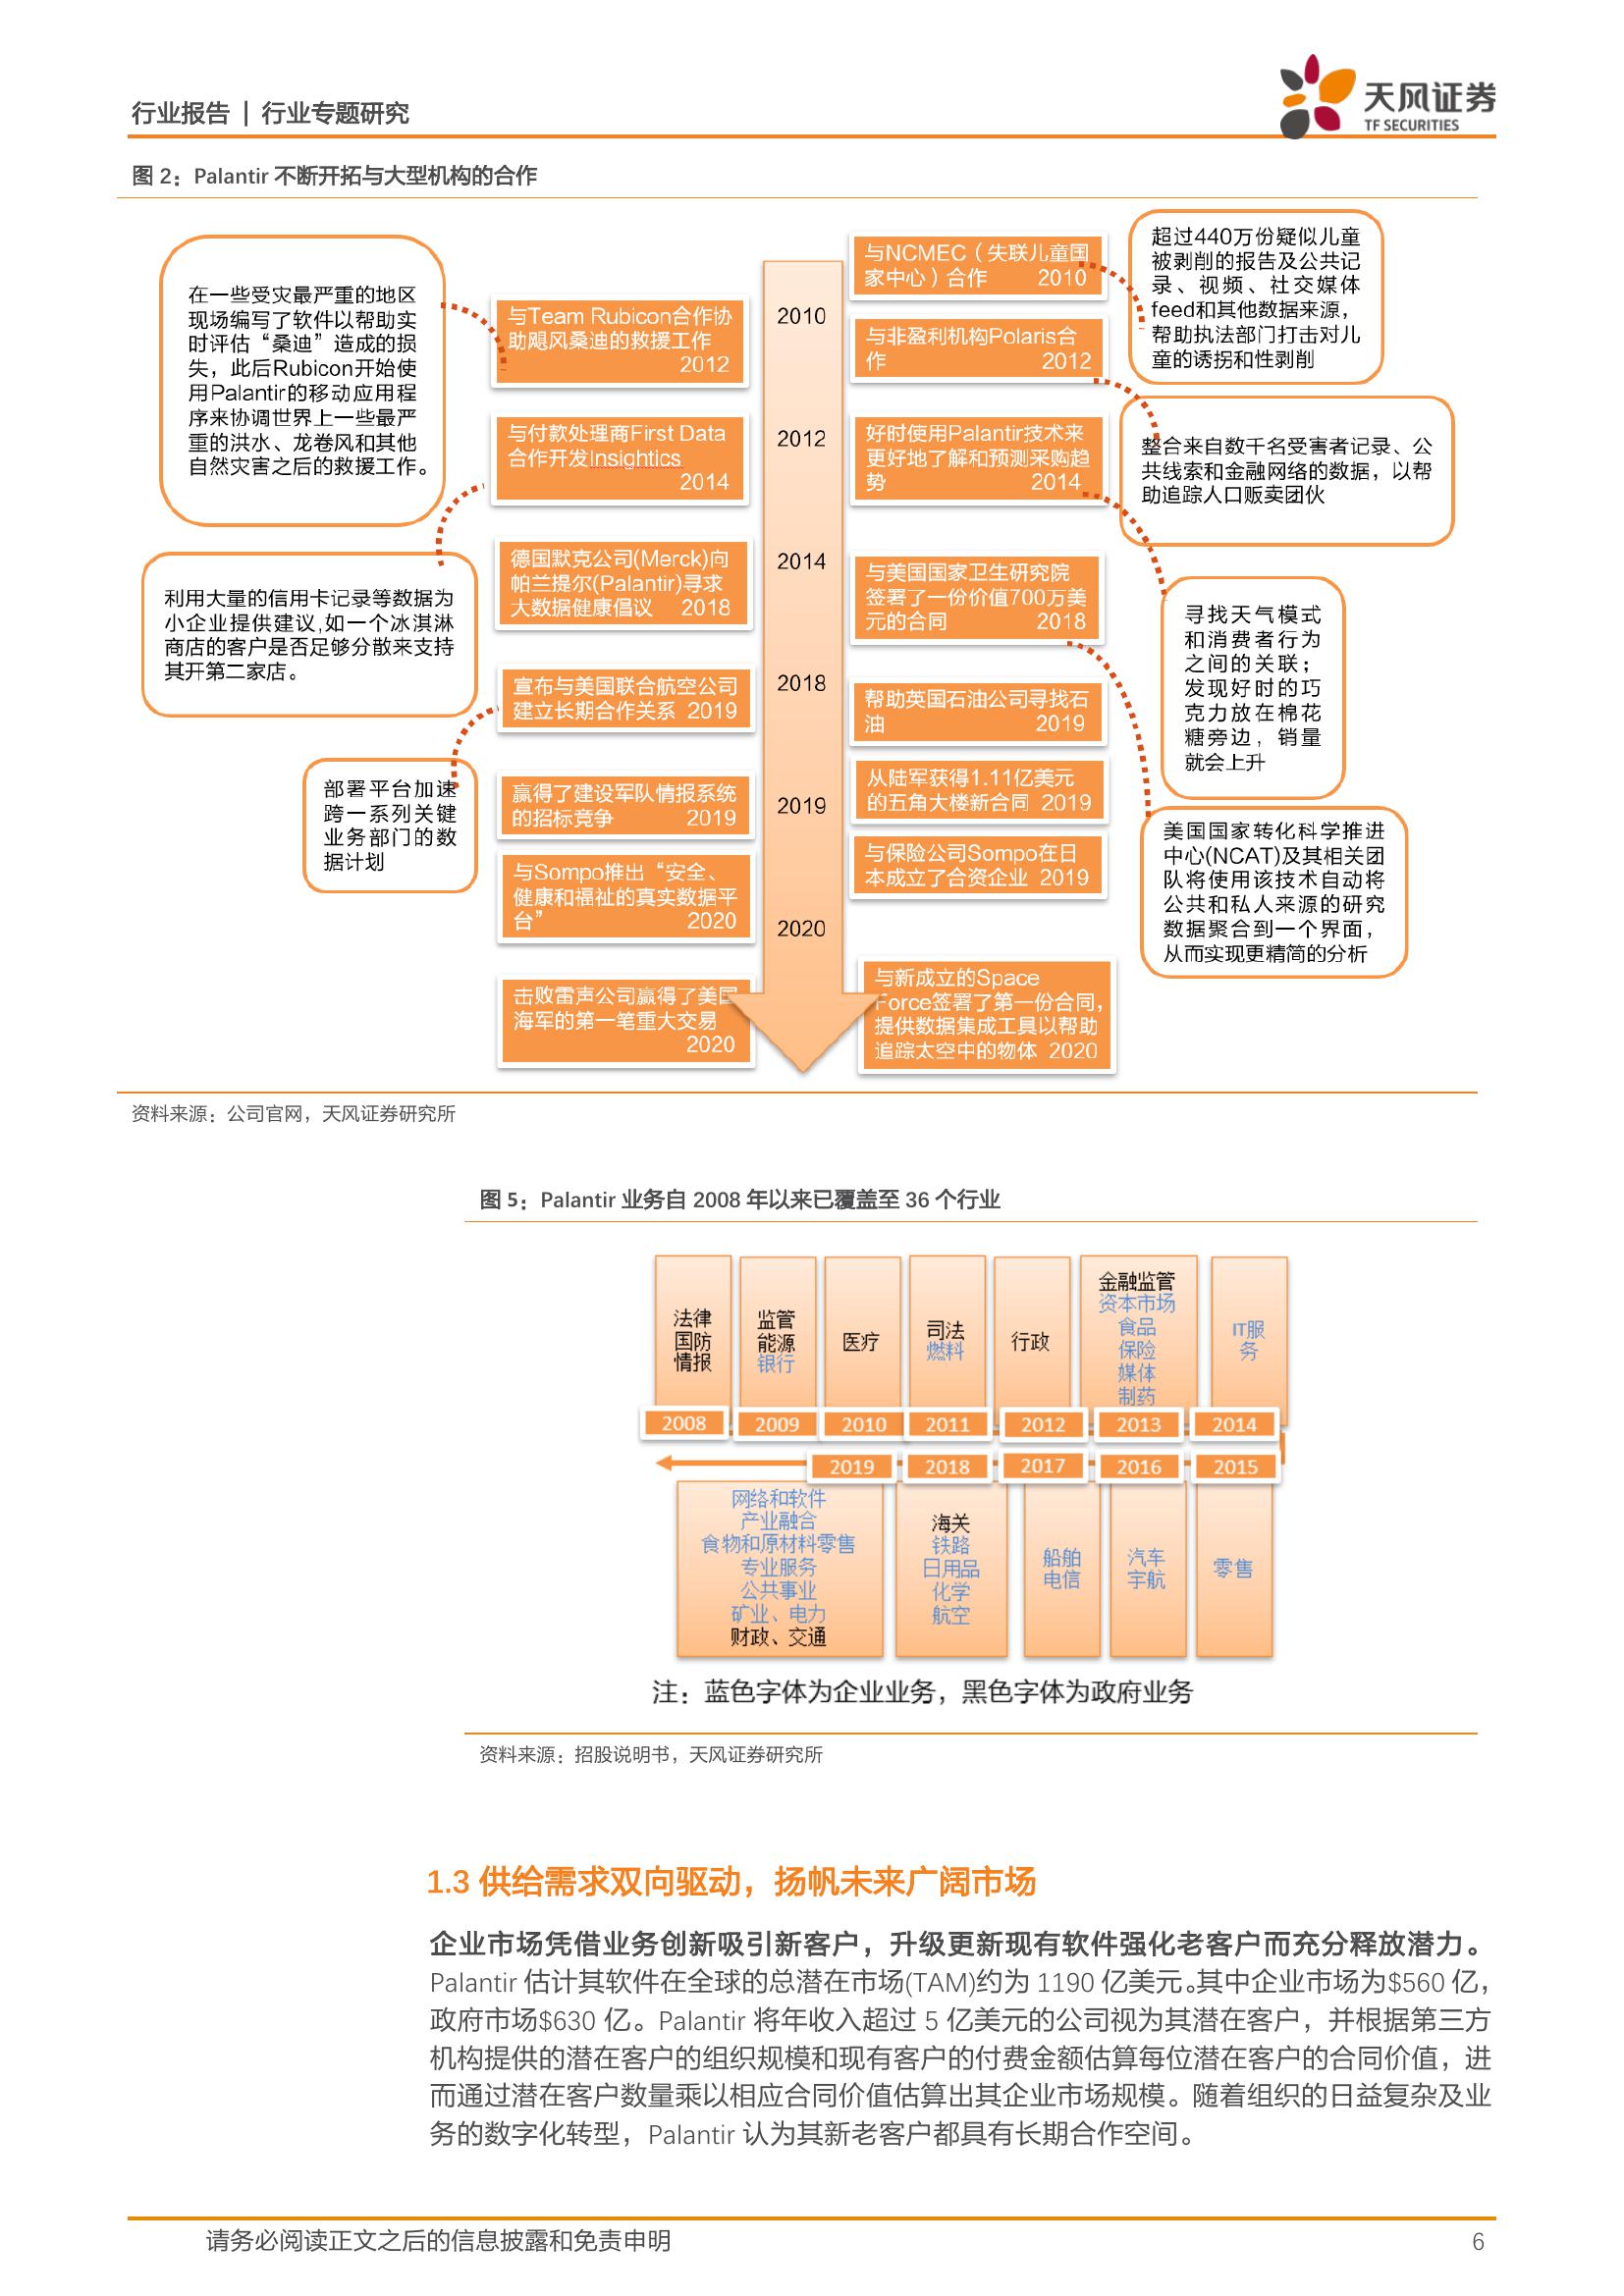 行业报告 | 行业专题研究
天风证券
TF SECURITIES
图 2：Palantir 不断开拓与大型机构的合作
在一些受灾最严重的地区
现场编写了软件以帮助实
时评估“桑迪”造成的损
失，此后Rubicon开始使
用Palantir的移动应用程
序来协调世界上一些最严
重的洪水、龙卷风和其他
自然灾害之后的救援工作。
利用大量的信用卡记录等数据为
小企业提供建议,如一个冰淇淋
商店的客户是否足够分散来支持
其开第二家店。
部署平台加速
跨一系列关键
业务部门的数
据计划
与Team Rubicon合作协
助飓风桑迪的救援工作
2012
与付款处理商First Data
合作开发Insightics
2014
德国默克公司(Merck)向
帕兰提尔(Palantir)寻求
大数据健康倡议 2018
宣布与美国联合航空公司
建立长期合作关系 2019
赢得了建设军队情报系统
的招标竞争 2019
与Sompo推出“安全、
健康和福祉的真实数据平
台” 2020
击败雷声公司赢得了美国
海军的第一笔重大交易
2020
2010
2012
2014
2018
2019
2020
与NCMEC（失联儿童国
家中心）合作 2010
与非盈利机构Polaris合
作 2012
好时使用Palantir技术来
更好地了解和预测采购趋
势 2014
与美国国家卫生研究院
签署了一份价值700万美
元的合同 2018
帮助英国石油公司寻找石
油 2019
从陆军获得1.11亿美元
的五角大楼新合同 2019
与保险公司Sompo在日
本成立了合资企业 2019
与新成立的Space
Force签署了第一份合同，
提供数据集成工具以帮助
追踪太空中的物体 2020
超过440万份疑似儿童
被剥削的报告及公共记
录、视频、社交媒体
feed和其他数据来源，
帮助执法部门打击对儿
童的诱拐和性剥削
整合来自数千名受害者记录、公
共线索和金融网络的数据，以帮
助追踪人口贩卖团伙
寻找天气模式
和消费者行为
之间的关联；
发现好时的巧
克力放在棉花
糖旁边，销量
就会上升
美国国家转化科学推进
中心(NCAT)及其相关团
队将使用该技术自动将
公共和私人来源的研究
数据聚合到一个界面，
从而实现更精简的分析
资料来源：公司官网，天风证券研究所
图 5：Palantir 业务自 2008 年以来已覆盖至 36 个行业
法律
国防
情报
监管
能源
银行
医疗
司法
燃料
行政
金融监管
资本市场
食品
保险
媒体
制药
IT服
务
2008 2009 2010 2011 2012 2013 2014
2019 2018 2017 2016 2015
网络和软件
产业融合
食物和原材料零售
专业服务
公共事业
矿业、电力
财政、交通
海关
铁路
日用品
化学
航空
船舶
电信
汽车
宇航
零售
注：蓝色字体为企业业务，黑色字体为政府业务
资料来源：招股说明书，天风证券研究所
1.3 供给需求双向驱动，扬帆未来广阔市场
企业市场凭借业务创新吸引新客户，升级更新现有软件强化老客户而充分释放潜力。
Palantir 估计其软件在全球的总潜在市场(TAM)约为 1190 亿美元。其中企业市场为$560 亿，
政府市场$630 亿。Palantir 将年收入超过 5 亿美元的公司视为其潜在客户，并根据第三方
机构提供的潜在客户的组织规模和现有客户的付费金额估算每位潜在客户的合同价值，进
而通过潜在客户数量乘以相应合同价值估算出其企业市场规模。随着组织的日益复杂及业
务的数字化转型，Palantir 认为其新老客户都具有长期合作空间。
请务必阅读正文之后的信息披露和免责申明 6